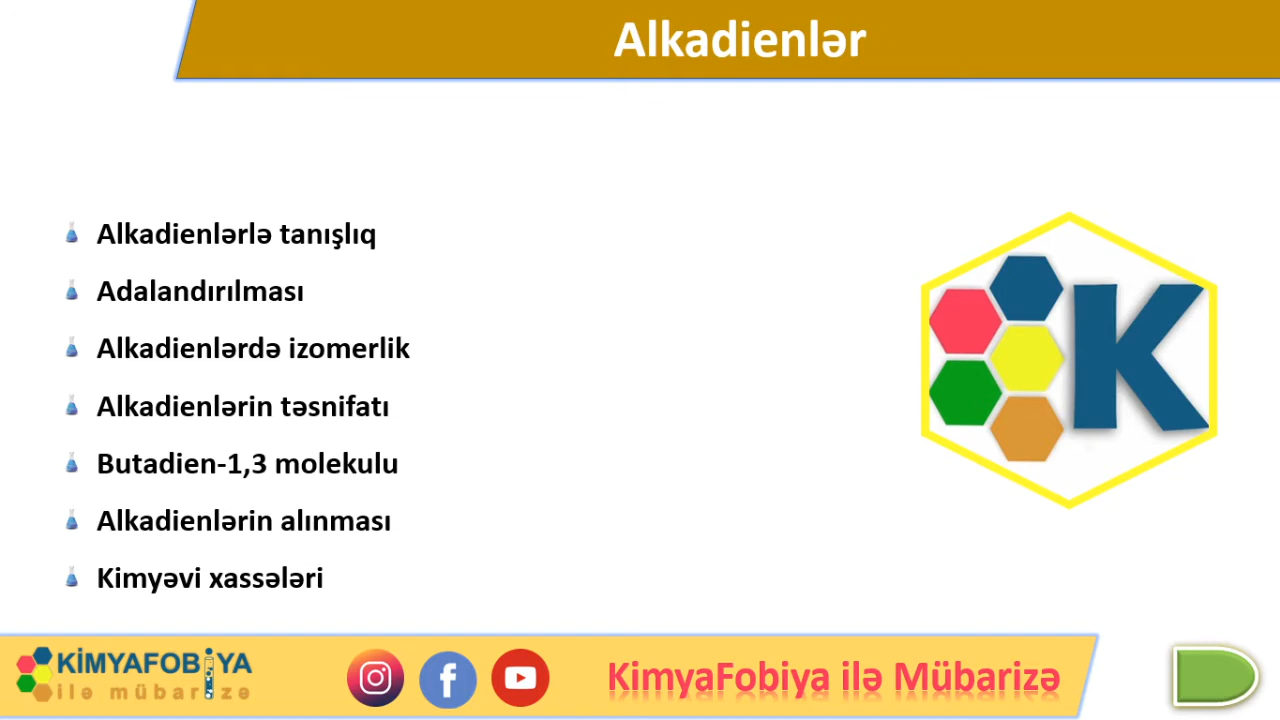 Alkadienlər
Alkadienlərlə tanışlıq
Adalandırılması
Alkadienlərdə izomerlik
Alkadienlərin təsnifatı
Butadien-1,3 molekulu
Alkadienlərin alınması
Kimyəvi xassələri
K
KİMYAFOBİYA
ilə mübarizə
f
KimyaFobiya ilə Mübarizə